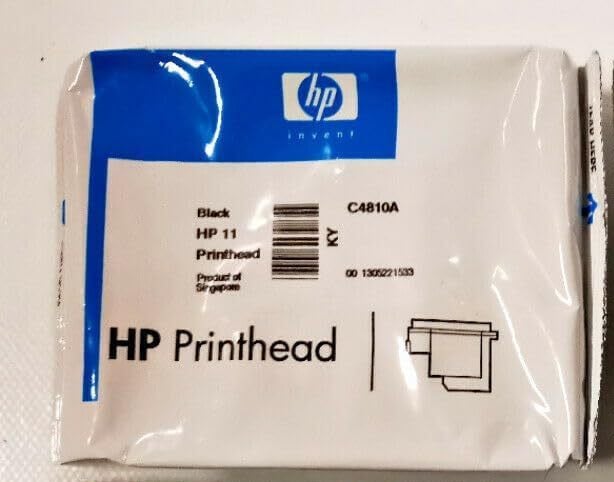 hp
invent
Black
C4810A
HP 11
KY
Printhead
Product of
Singapore
00 1305221533
HP Printhead